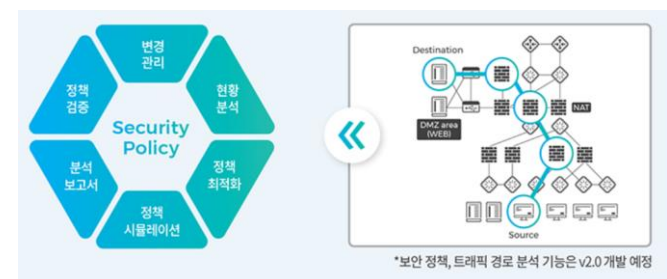 변경
관리
정책
검증
현황
분석
Security
Policy
분석
보고서
정책
최적화
정책
시뮬레이션
Destination
DMZ area
(WEB)
NAT
Source
*보안 정책, 트래픽 경로 분석 기능은 v2.0 개발 예정